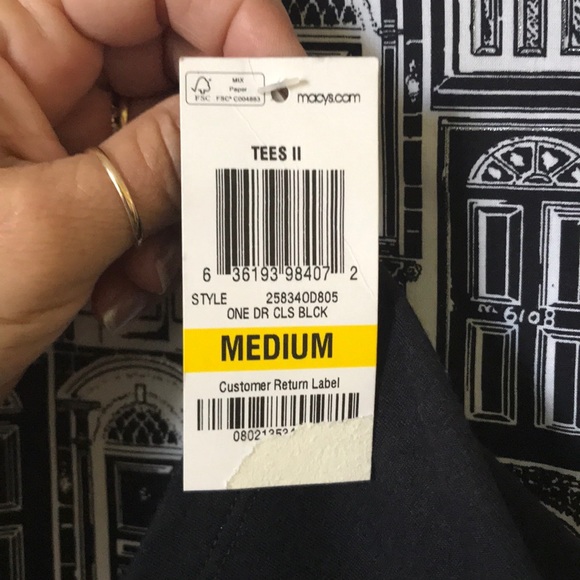 MIX
Paper
FSC
FSC® C004883
macys.com
TEES II
6 36193 98407 2
STYLE 258340D805
ONE DR CLS BLCK
MEDIUM
Customer Return Label
6108